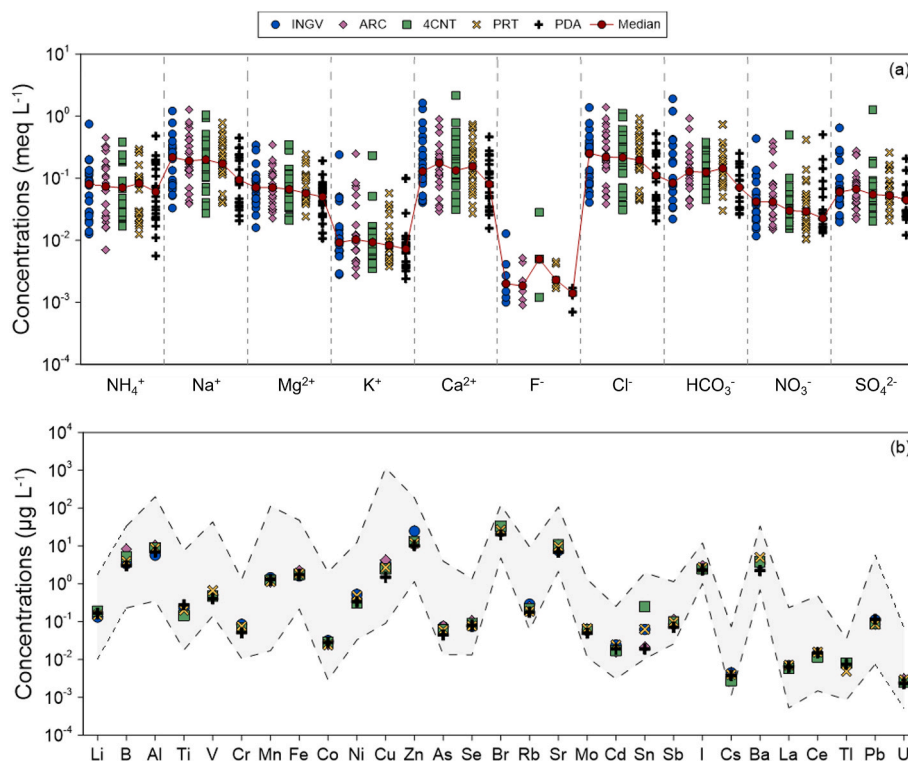 INGV ARC 4CNT PRT PDA Median
(a)
Concentrations (meq L⁻¹)
10¹
10⁰
10⁻¹
10⁻²
10⁻³
10⁻⁴
NH₄⁺ Na⁺ Mg²⁺ K⁺ Ca²⁺ F⁻ Cl⁻ HCO₃⁻ NO₃⁻ SO₄²⁻
(b)
Concentrations (µg L⁻¹)
10⁴
10³
10²
10¹
10⁰
10⁻¹
10⁻²
10⁻³
10⁻⁴
Li B Al Ti V Cr Mn Fe Co Ni Cu Zn As Se Br Rb Sr Mo Cd Sn Sb I Cs Ba La Ce Tl Pb U